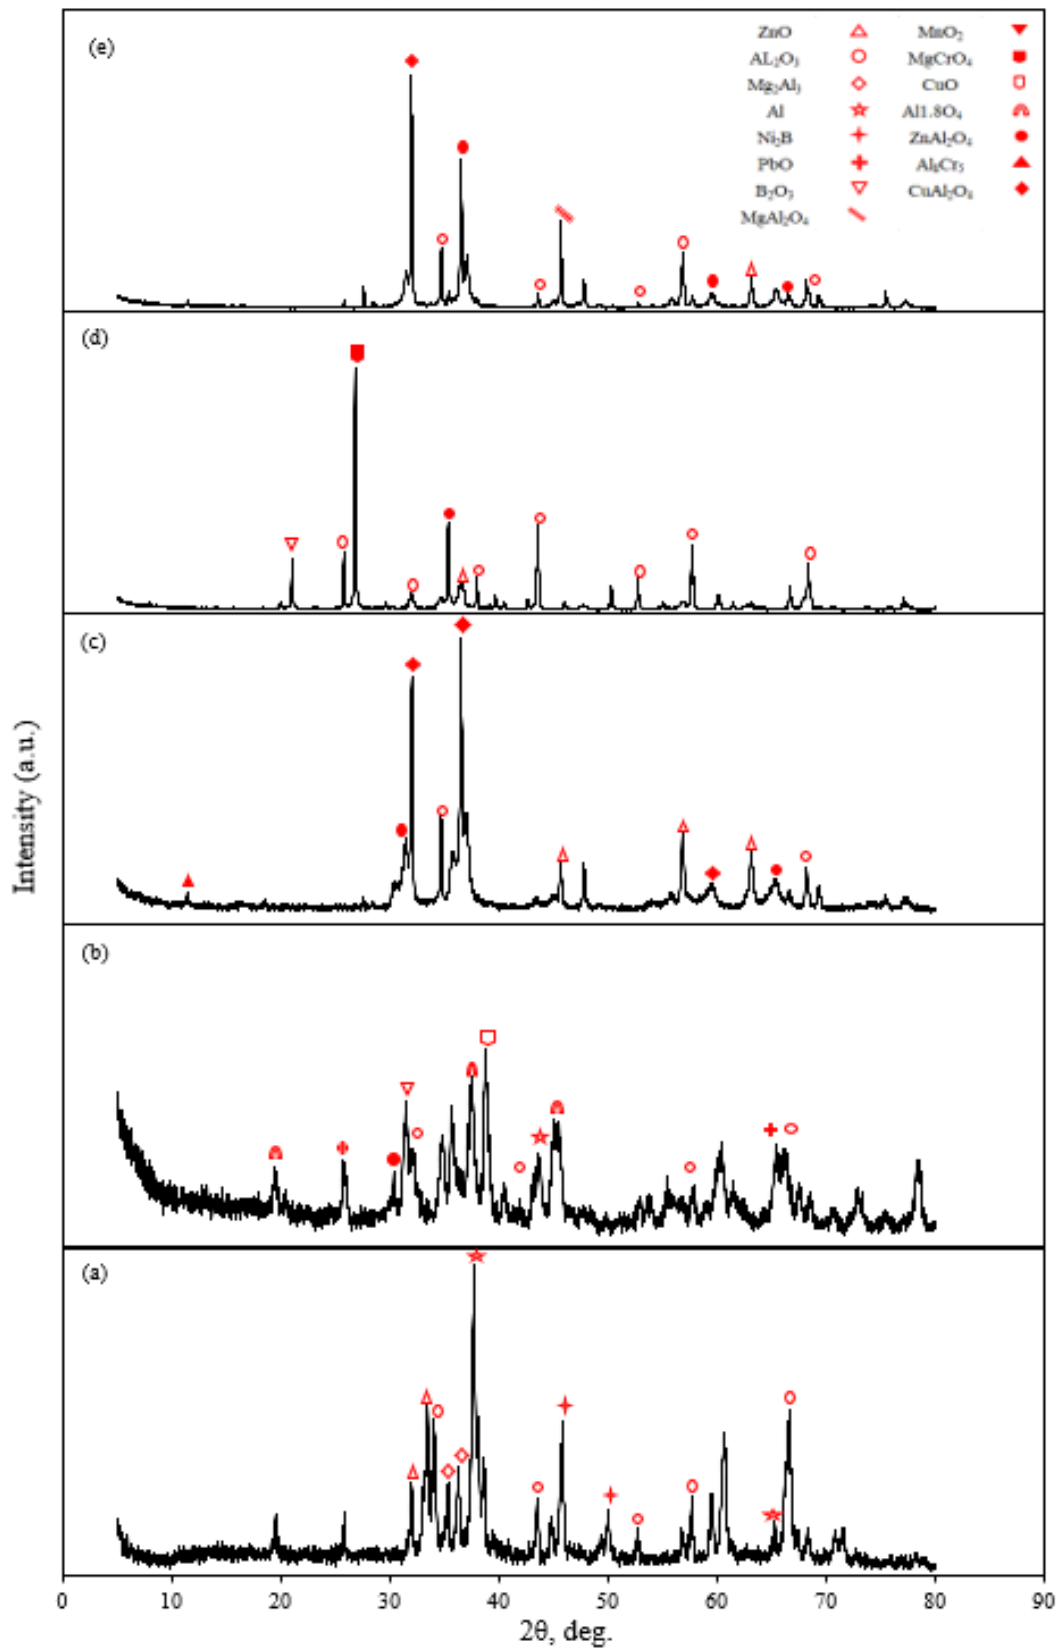 (e)
ZnO MnO₂
AL₂O₃ MgCrO₄
Mg₂Al₃ CuO
Al Al1.8O₄
Ni₂B ZnAl₂O₄
PbO Al₈Cr₅
B₂O₃ CuAl₂O₄
MgAl₂O₄
(d)
(c)
Intensity (a.u.)
(b)
(a)
0 10 20 30 40 50 60 70 80 90
2θ, deg.